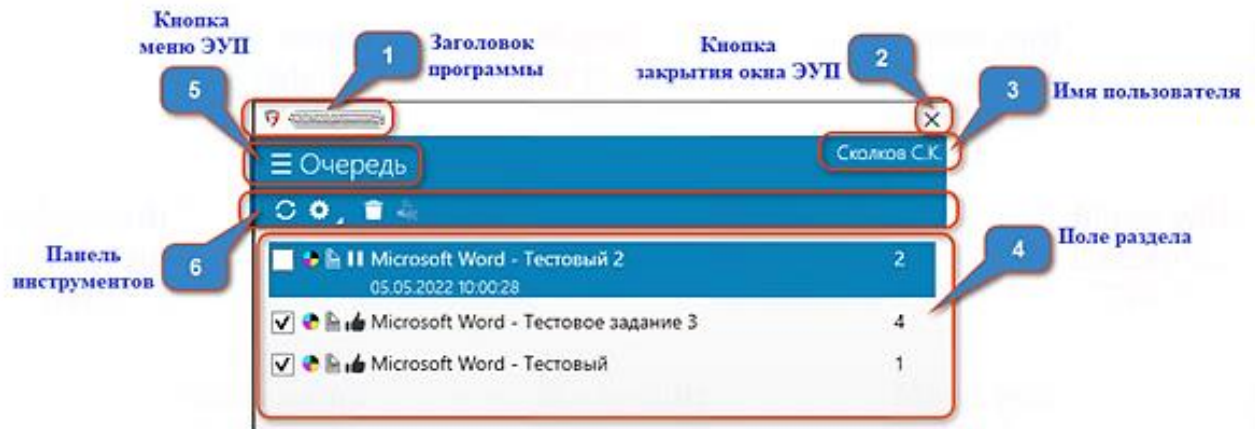 Кнопка
меню ЭУП
5
1
Заголовок
программы
Кнопка
закрытия окна ЭУП
2
3
Имя пользователя
Сколков С.К
Очередь
Панель
инструментов
6
4
Поле раздела
Microsoft Word - Тестовый 2 2
05.05.2022 10:00:28
Microsoft Word - Тестовое задание 3 4
Microsoft Word - Тестовый 1